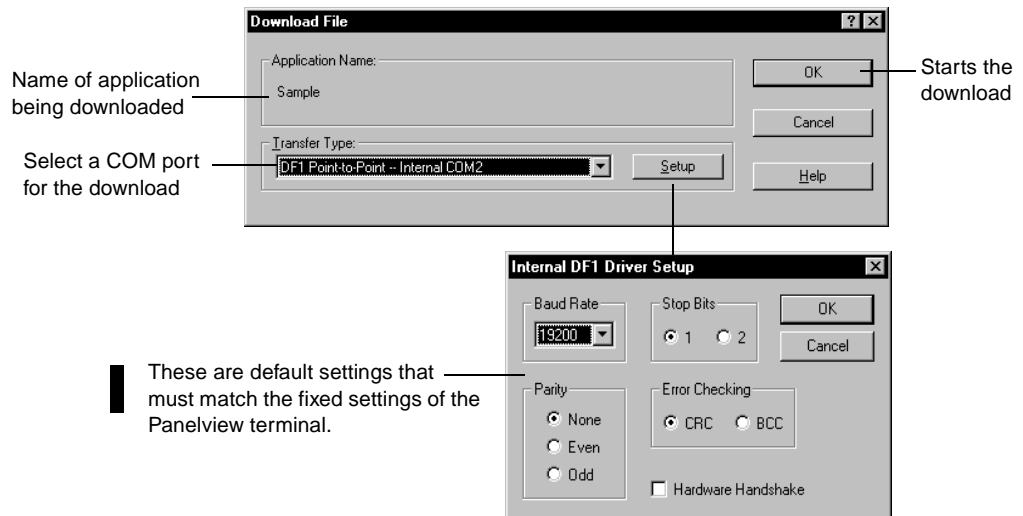 Download File
Application Name:
Sample
OK
Cancel
Transfer Type:
DF1 Point-to-Point -- Internal COM2
Setup
Help
Name of application
being downloaded
Select a COM port
for the download
Starts the
download
Internal DF1 Driver Setup
Baud Rate
19200
Stop Bits
1 2
OK
Cancel
Parity
None
Even
Odd
Error Checking
CRC BCC
Hardware Handshake
These are default settings that
must match the fixed settings of the
Panelview terminal.